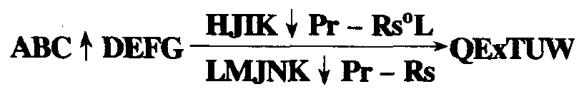 HJIK ↓ Pr – Rs°L
ABC ↑ DEFG ⟶ QExTUW
LMJNK ↓ Pr – Rs